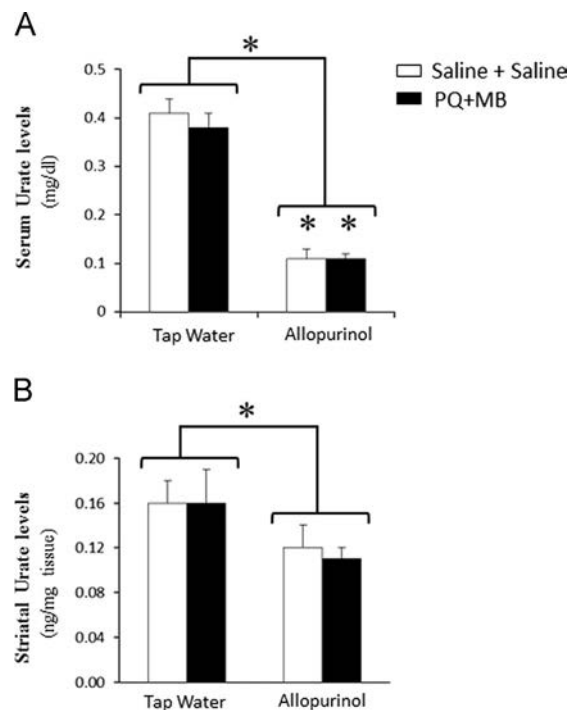 A
*
Saline + Saline
PQ+MB
Serum Urate levels
(mg/dl)
0.5
0.4
0.3
0.2
0.1
0
* *
Tap Water Allopurinol
B
*
Striatal Urate levels
(ng/mg tissue)
0.20
0.16
0.12
0.08
0.04
0.00
Tap Water Allopurinol